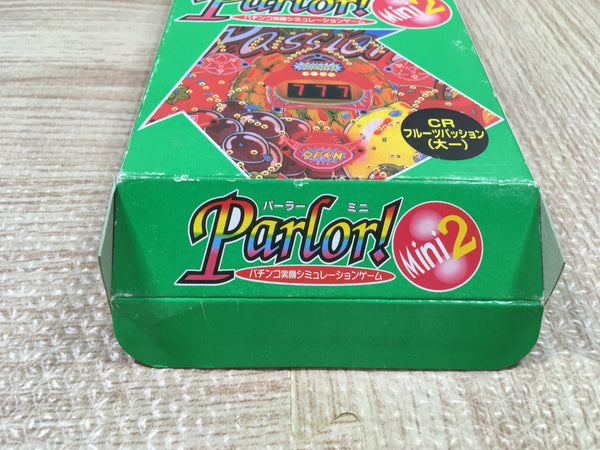 Parlor!
Mini 2
パチンコ実機シミュレーションゲーム
Passion
777
OPEN
CR
フルーツパッション
(大一)
パーラー ミニ
Parlor!
Mini 2
パチンコ実機シミュレーションゲーム